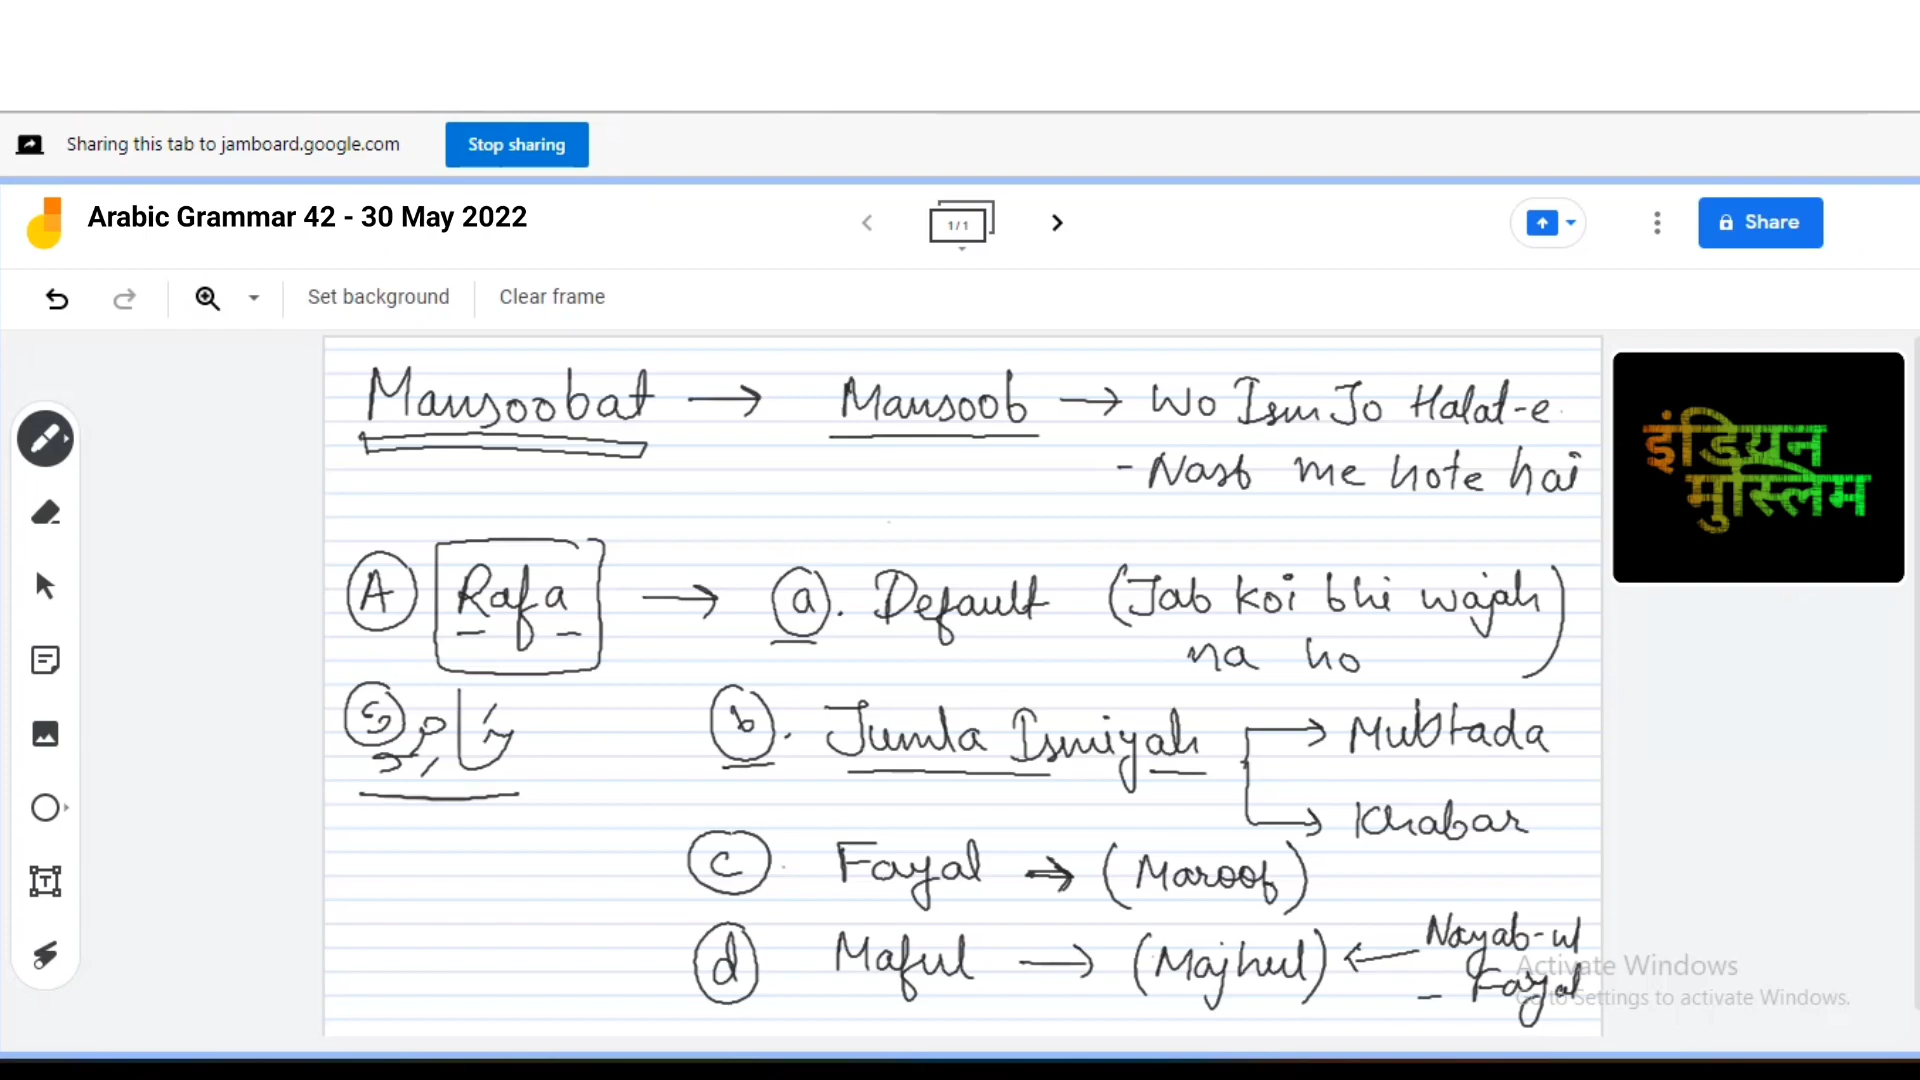 Sharing this tab to jamboard.google.com Stop sharing
Arabic Grammar 42 - 30 May 2022
1/1
Share
Set background Clear frame
Mansoobat → Mansoob → Wo Ism Jo Halat-e
- Nasb me hote hai
इंडियन
मुस्लिम
A Rafa → a. Default (Jab koi bhi wajah
na ho)
b. Jumla Ismiyah → Mubtada
→ Khabar
c Fayal → (Maroof)
d Maful → (Majhul) ← Nayab-ul
- Fayal
Activate Windows
Go to Settings to activate Windows.